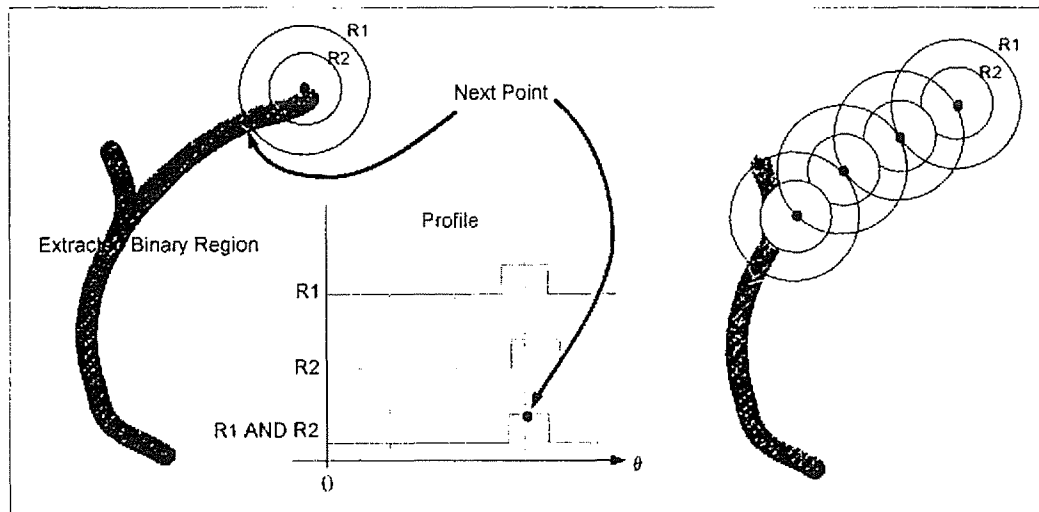 R1
R2
Next Point
Extracted Binary Region
Profile
R1
R2
R1 AND R2
0
θ
R1
R2